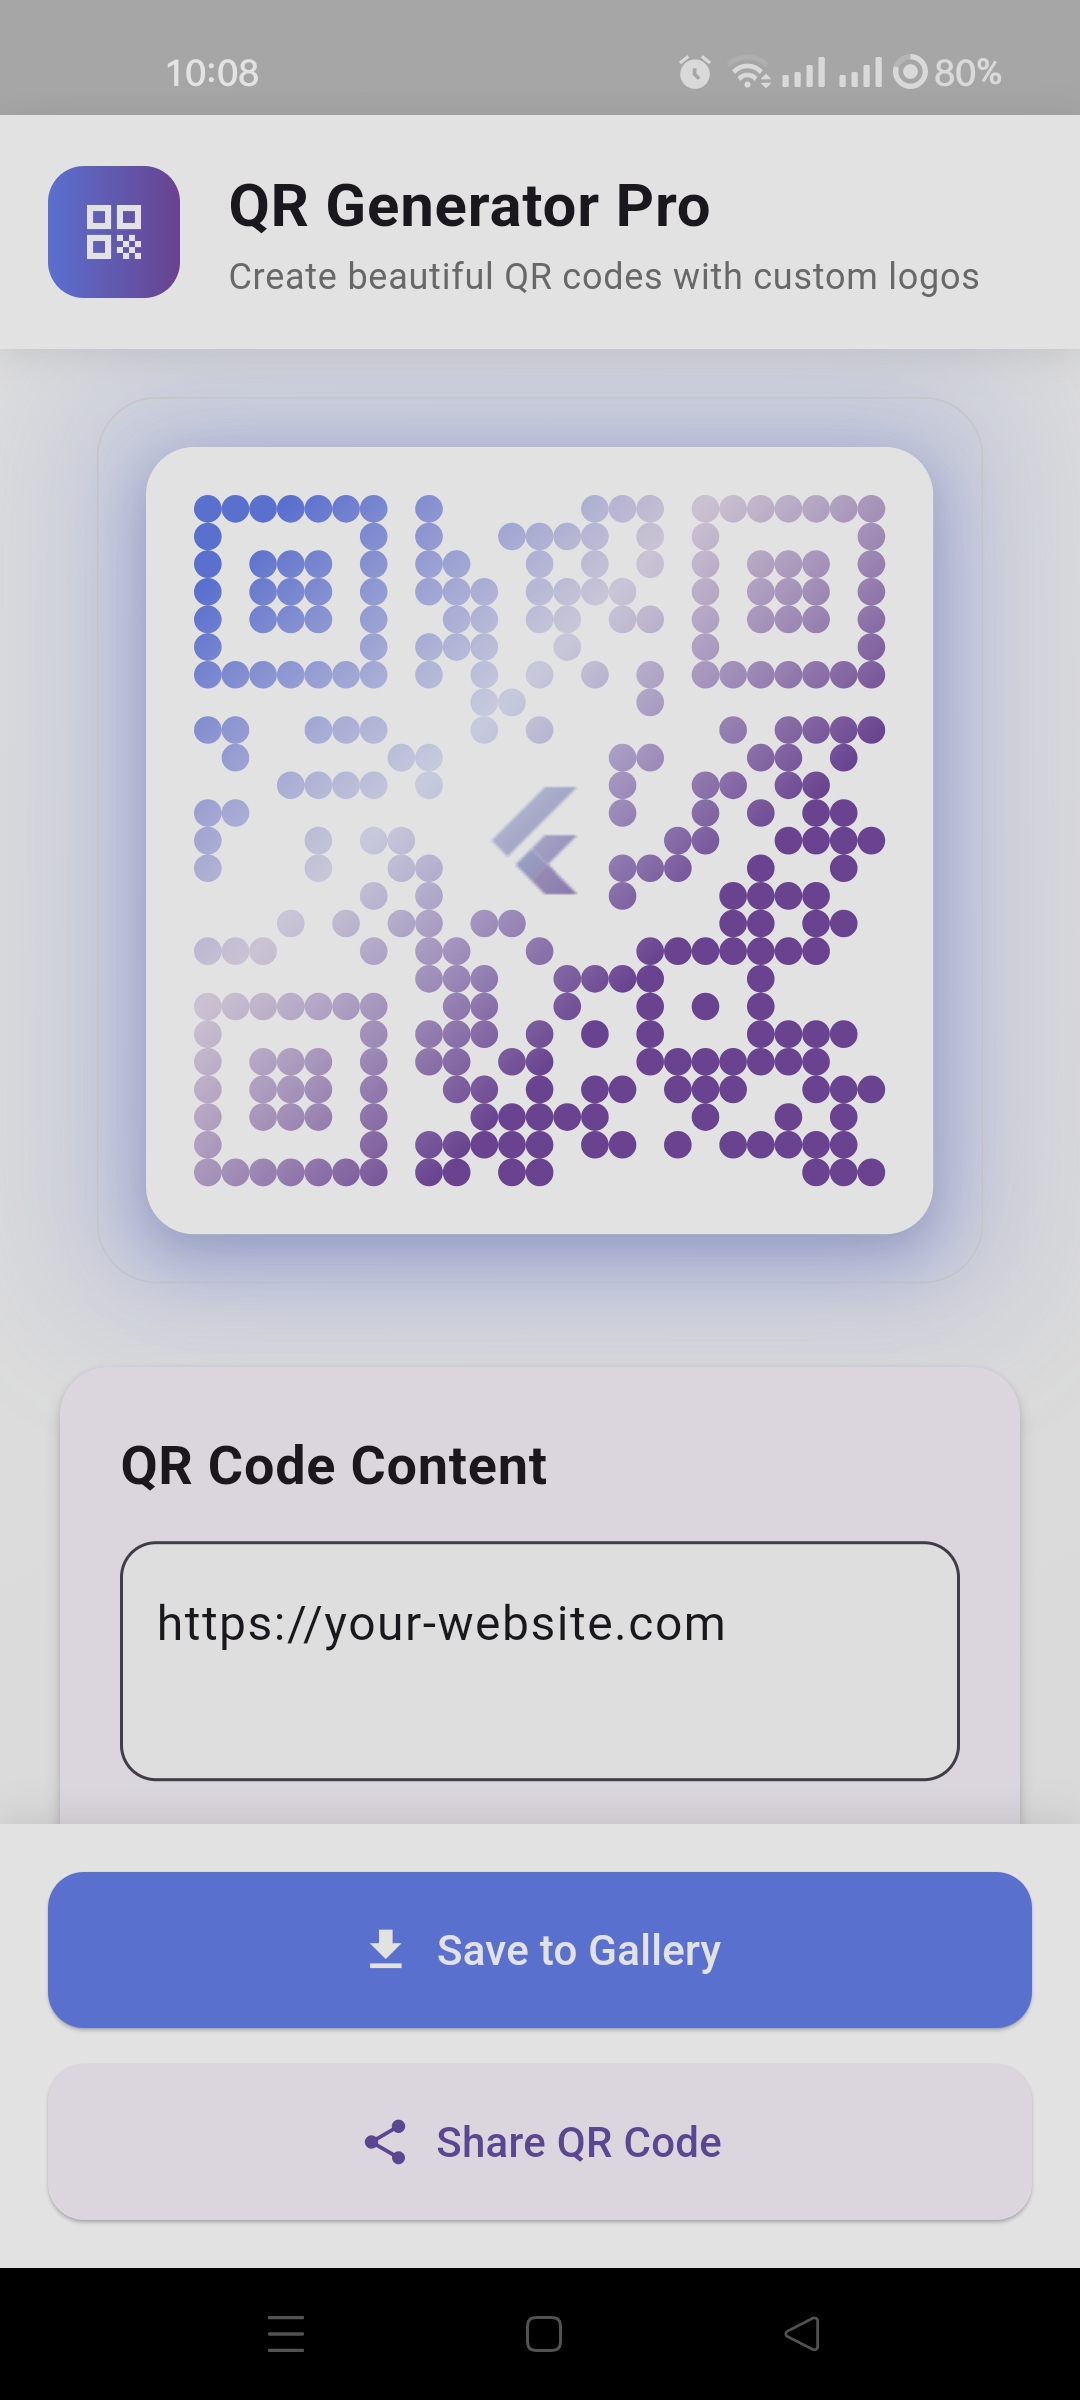 10:08
80%
QR Generator Pro
Create beautiful QR codes with custom logos
QR Code Content
https://your-website.com
Save to Gallery
Share QR Code